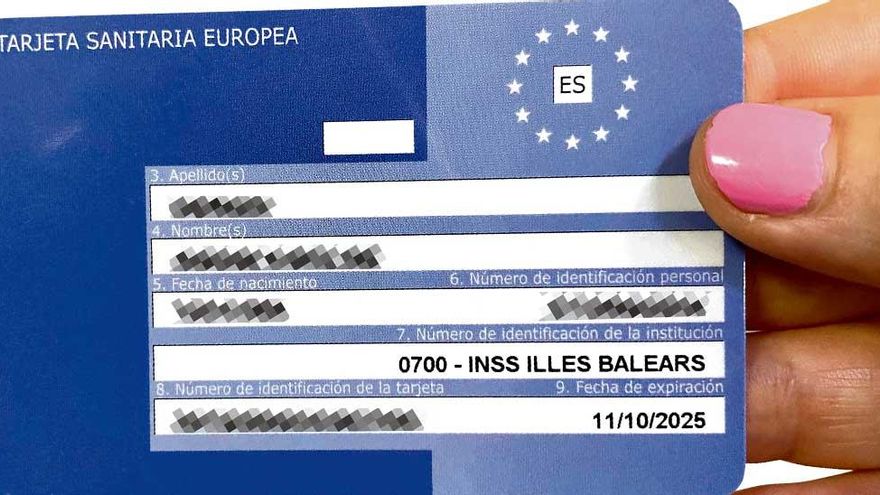 TARJETA SANITARIA EUROPEA
ES
3. Apellido(s)
4. Nombre(s)
5. Fecha de nacimiento
6. Número de identificación personal
7. Número de identificación de la institución
0700 - INSS ILLES BALEARS
8. Número de identificación de la tarjeta
9. Fecha de expiración
11/10/2025